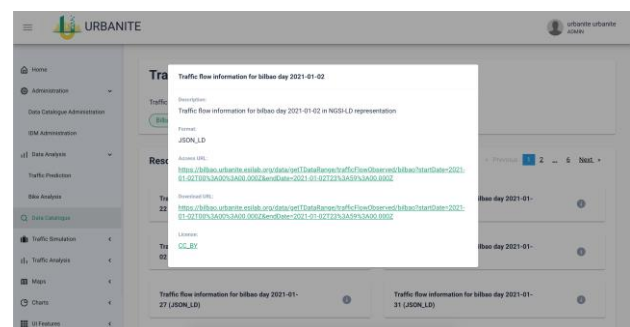 URBANITE
urbanite urbanite
ADMIN
Home
Administration
Data Catalogue Administration
IDM Administration
Data Analysis
Traffic Prediction
Bike Analysis
Data Catalogue
Traffic Simulation
Traffic Analysis
Maps
Charts
UI Features
Tra
Traffic
Bilb
Reso
Previous 1 2 ... 6 Next
Traffic flow information for bilbao day 2021-01-02
Description:
Traffic flow information for bilbao day 2021-01-02 in NGSI-LD representation
Format:
JSON_LD
Access URL:
https://bilbao.urbanite.esilab.org/data/getTDataRange/trafficFlowObserved/bilbao?startDate=2021-
01-02T00%3A00%3A00.000Z&endDate=2021-01-02T23%3A59%3A00.000Z
Download URL:
https://bilbao.urbanite.esilab.org/data/getTDataRange/trafficFlowObserved/bilbao?startDate=2021-
01-02T00%3A00%3A00.000Z&endDate=2021-01-02T23%3A59%3A00.000Z
License:
CC_BY
Tra
22
bilbao day 2021-01-
Tra
02
bilbao day 2021-01-
Traffic flow information for bilbao day 2021-01-
27 (JSON_LD)
Traffic flow information for bilbao day 2021-01-
31 (JSON_LD)